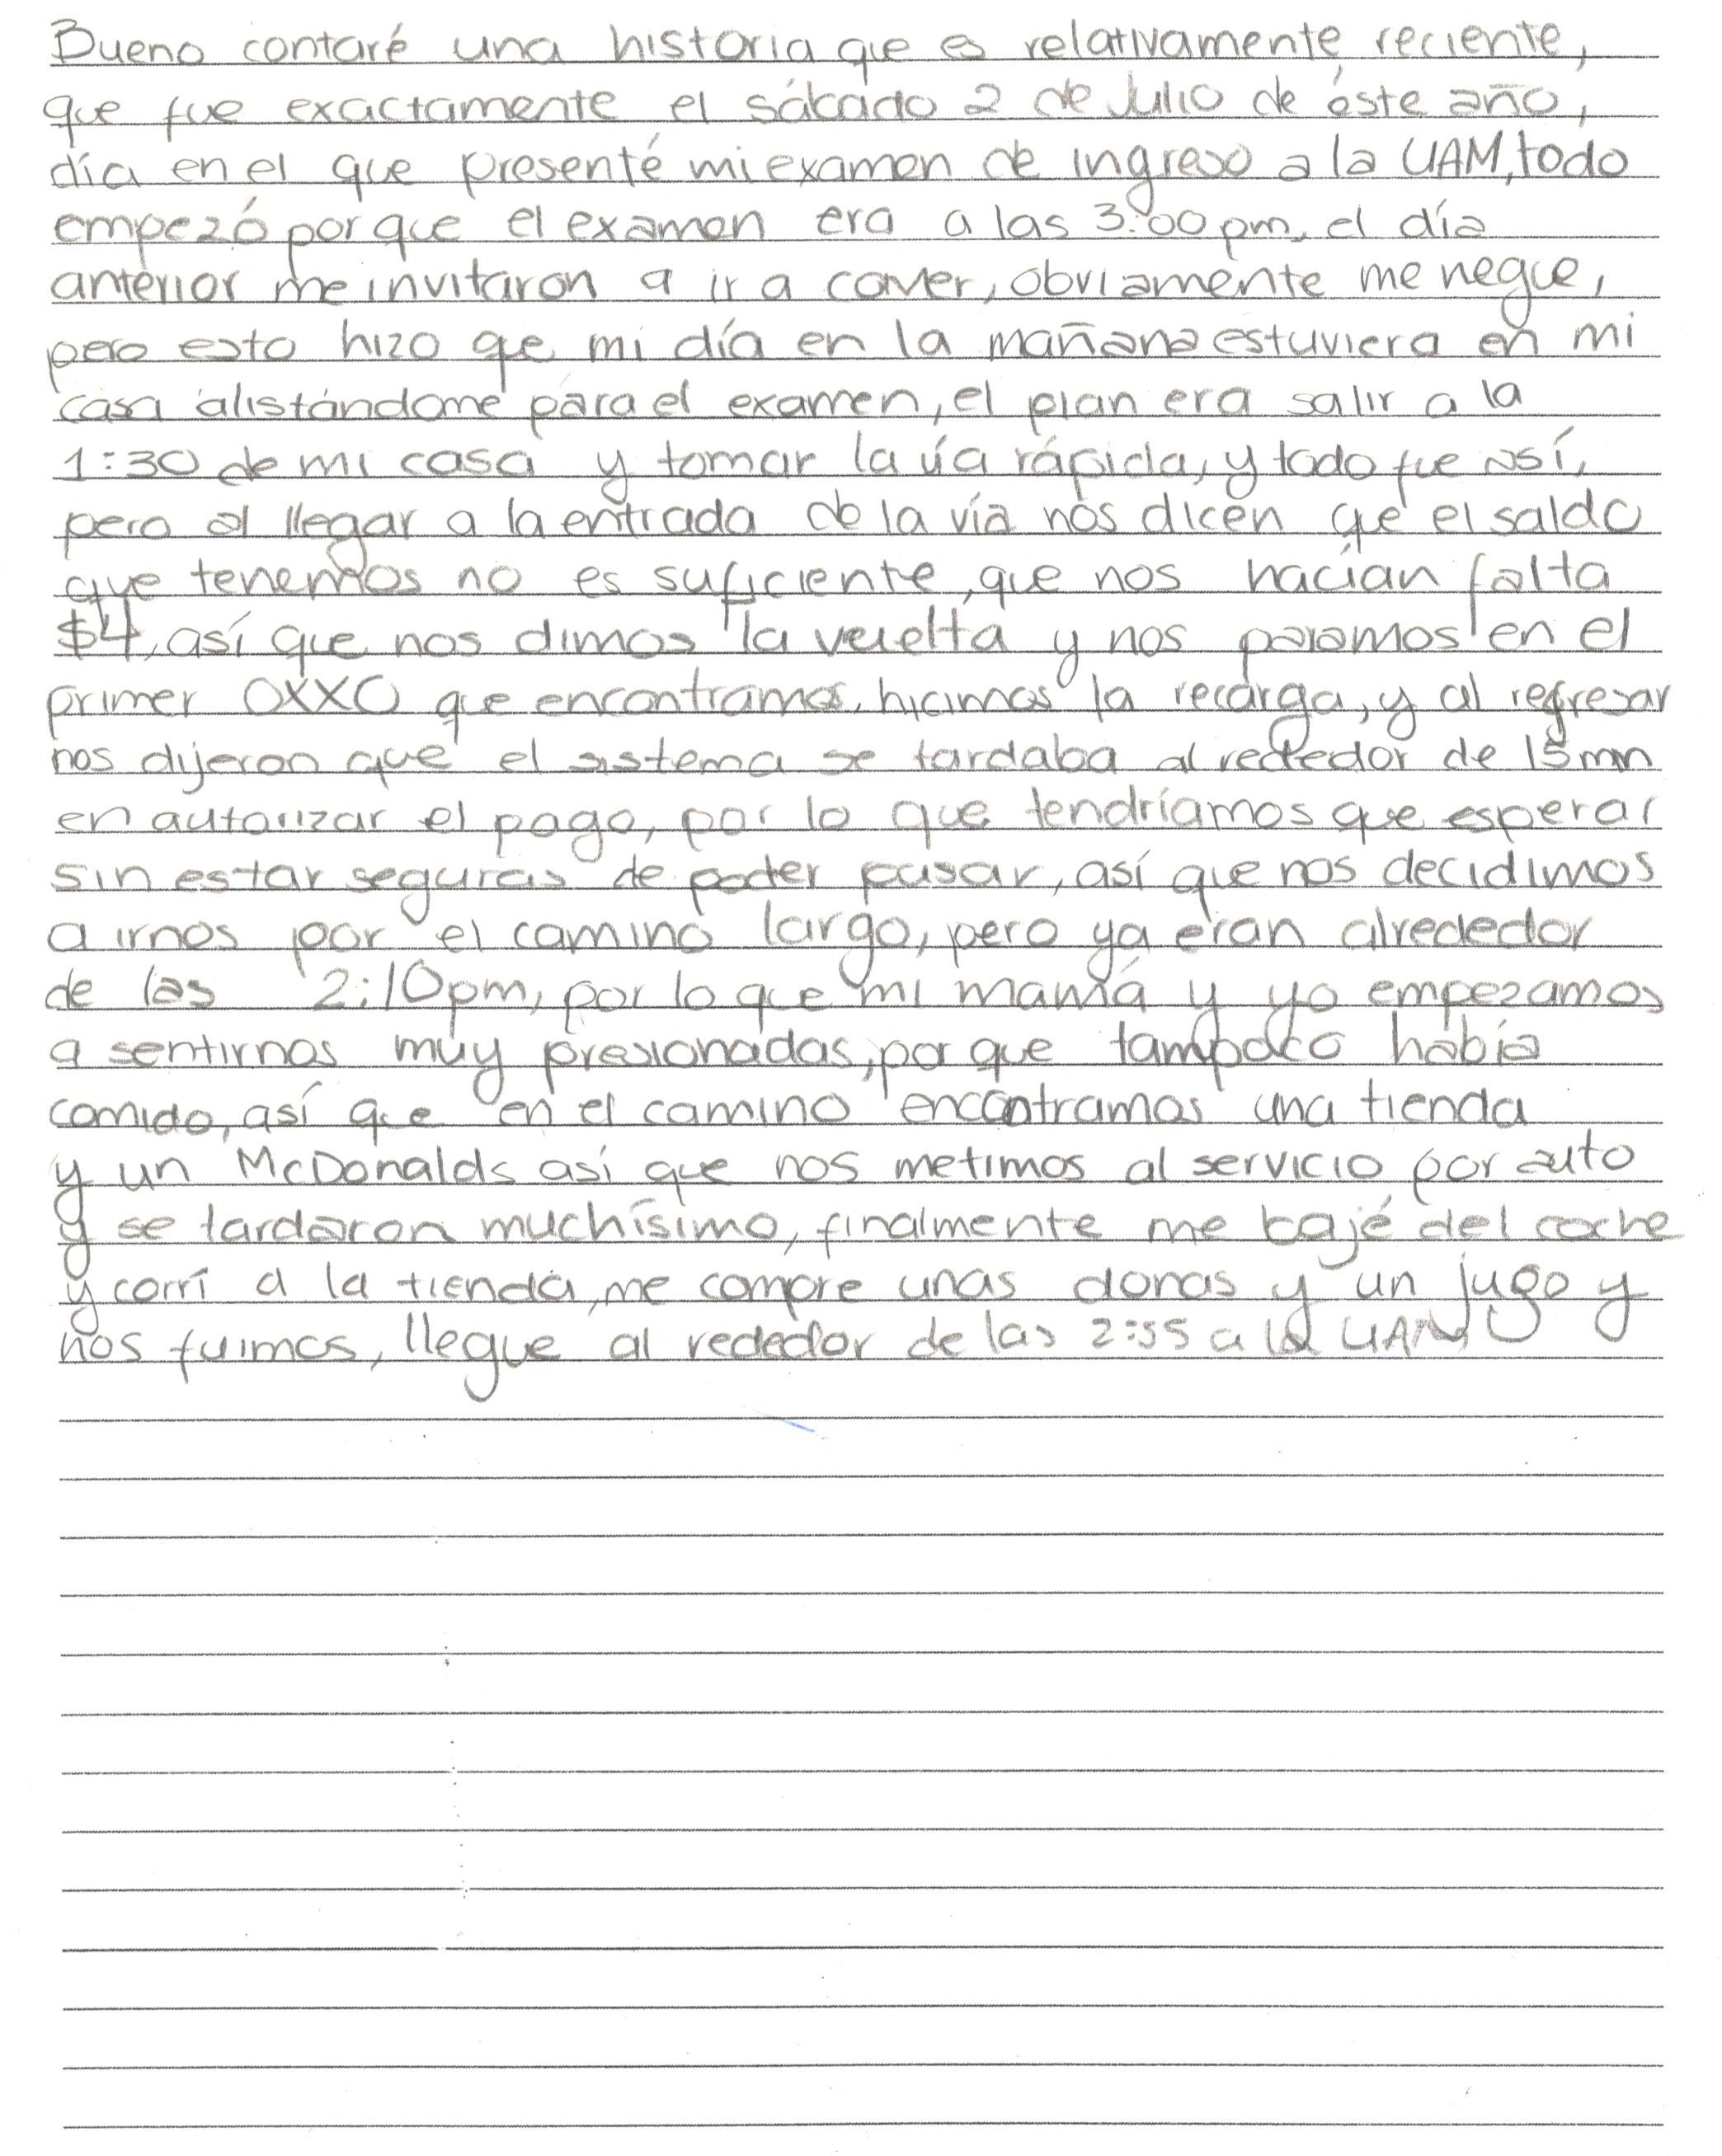 Bueno contaré una historia que es relativamente reciente,
que fue exactamente el sábado 2 de Julio de éste año,
día en el que presenté mi examen de ingreso a la UAM, todo
empezó por que el examen era a las 3:00 pm, el día
anterior me invitaron a ir a comer, obviamente me negue,
pero esto hizo que mi día en la mañana estuviera en mi
casa alistándome para el examen, el plan era salir a la
1:30 de mi casa y tomar la vía rápida, y todo fue así,
pero al llegar a la entrada de la vía nos dicen que el saldo
que tenemos no es suficiente, que nos hacían falta
$4, así que nos dimos la vuelta y nos paramos en el
primer OXXO que encontramos, hicimos la recarga, y al regresar
nos dijeron que el sistema se tardaba al rededor de 15 mn
en autorizar el pago, por lo que tendríamos que esperar
sin estar seguras de poder pasar, así que nos decidimos
a irnos por el camino largo, pero ya eran alrededor
de las 2:10 pm, por lo que mi mamá y yo empezamos
a sentirnos muy presionadas, por que tampoco había
comido, así que en el camino encontramos una tienda
y un McDonalds así que nos metimos al servicio por auto
y se tardaron muchísimo, finalmente me bajé del coche
y corrí a la tienda, me compre unas donas y un jugo y
nos fuimos, llegue al rededor de las 2:55 a la UAM